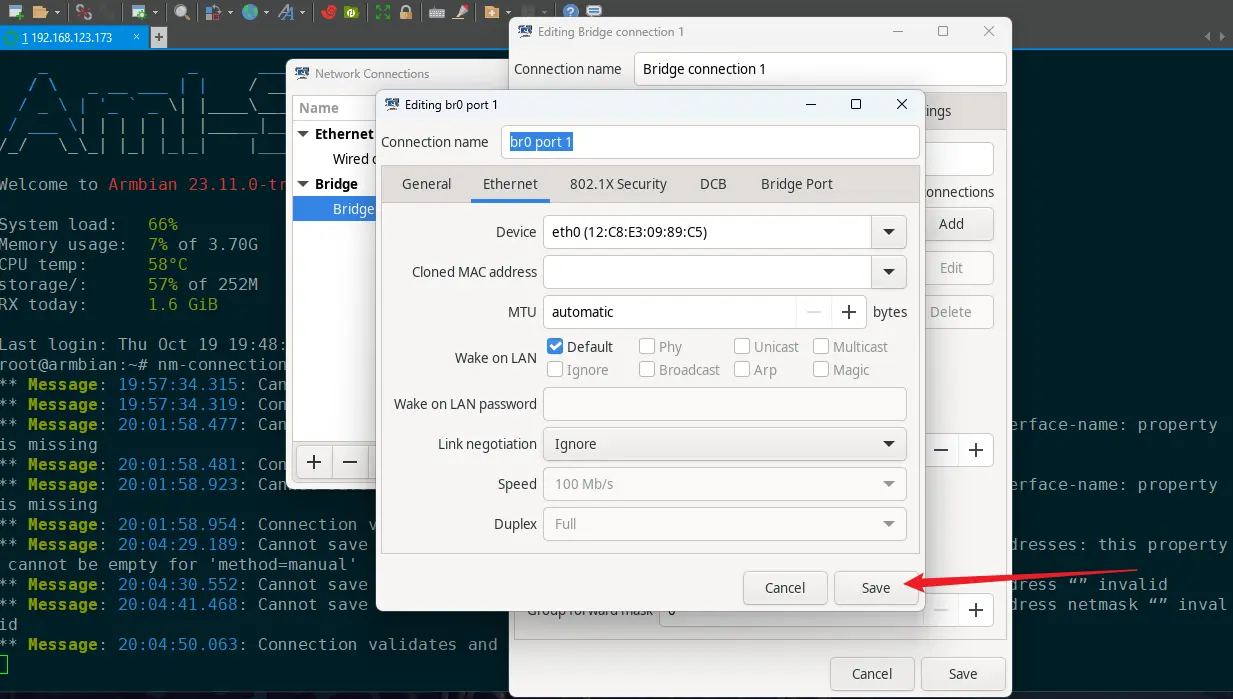 1 192.168.123.173
Editing Bridge connection 1
Connection name
Bridge connection 1
Network Connections
Name
Ethernet
Wired
Bridge
Bridge
ings
onnections
Add
Edit
Delete
Editing br0 port 1
Connection name
br0 port 1
General
Ethernet
802.1X Security
DCB
Bridge Port
Device
eth0 (12:C8:E3:09:89:C5)
Cloned MAC address
MTU
automatic
bytes
Wake on LAN
Default
Phy
Unicast
Multicast
Ignore
Broadcast
Arp
Magic
Wake on LAN password
Link negotiation
Ignore
Speed
100 Mb/s
Duplex
Full
Cancel
Save
Group forward mask
0
Cancel
Save
Welcome to Armbian 23.11.0-tr
System load: 66%
Memory usage: 7% of 3.70G
CPU temp: 58°C
storage/: 57% of 252M
RX today: 1.6 GiB
Last login: Thu Oct 19 19:48:
root@armbian:~# nm-connection
** Message: 19:57:34.315: Can
** Message: 19:57:34.319: Con
** Message: 20:01:58.477: Can
erface-name: property
is missing
** Message: 20:01:58.481: Con
** Message: 20:01:58.923: Cannot save
erface-name: property
is missing
** Message: 20:01:58.954: Connection v
** Message: 20:04:29.189: Cannot save
dresses: this property
cannot be empty for 'method=manual'
** Message: 20:04:30.552: Cannot save
dress “” invalid
** Message: 20:04:41.468: Cannot save
dress netmask “” inval
id
** Message: 20:04:50.063: Connection validates and